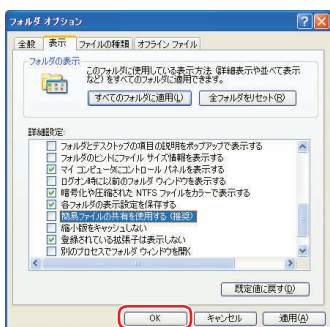 フォルダ オプション
全般 表示 ファイルの種類 オフライン ファイル
フォルダの表示
このフォルダに使用している表示方法 (詳細表示や並べて表示
など) をすべてのフォルダに適用できます。
すべてのフォルダに適用(L) 全フォルダをリセット(R)
詳細設定:
フォルダとデスクトップの項目の説明をポップアップで表示する
フォルダのヒントにファイル サイズ情報を表示する
マイ コンピュータにコントロール パネルを表示する
ログオン時に以前のフォルダ ウィンドウを表示する
暗号化や圧縮された NTFS ファイルをカラーで表示する
各フォルダの表示設定を保存する
簡易ファイルの共有を使用する (推奨)
縮小版をキャッシュしない
登録されている拡張子は表示しない
別のプロセスでフォルダ ウィンドウを開く
既定値に戻す(D)
OK キャンセル 適用(A)